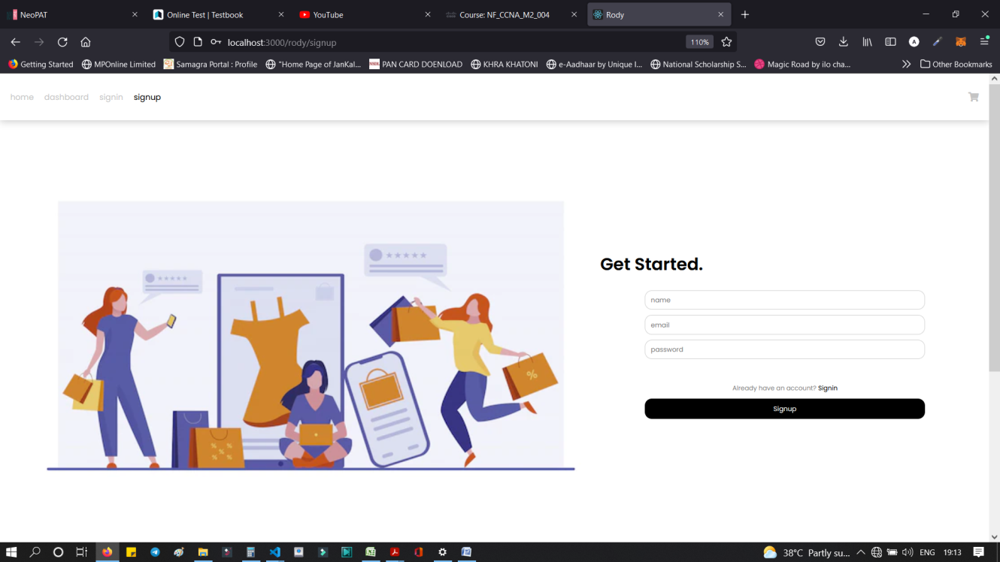 NeoPAT
Online Test | Testbook
YouTube
Course: NF_CCNA_M2_004
Rody
localhost:3000/rody/signup
110%
Getting Started
MPOnline Limited
Samagra Portal : Profile
"Home Page of JanKal...
PAN CARD DOENLOAD
KHRA KHATONI
e-Aadhaar by Unique I...
National Scholarship S...
Magic Road by ilo cha...
Other Bookmarks
home dashboard signin signup
Get Started.
name
email
password
Already have an account? Signin
Signup
%
% % %
38°C Partly su... ENG 19:13